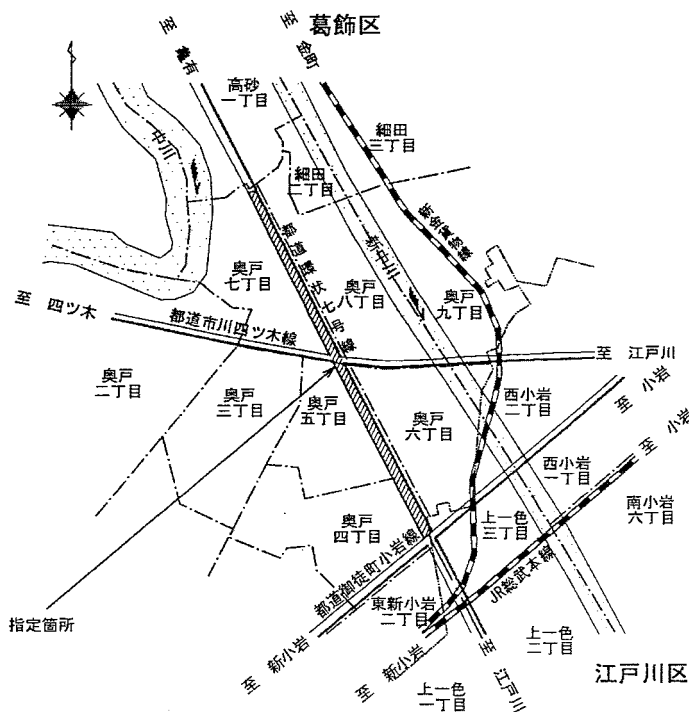 葛飾区
至 亀有
至 金町
高砂
一丁目
細田
三丁目
中川
細田
二丁目
新金貨物線
都道環状七号線
新中川
奥戸
七丁目
奥戸
八丁目
奥戸
九丁目
至 四ツ木
都道市川四ツ木線
至 江戸川
奥戸
二丁目
奥戸
三丁目
奥戸
五丁目
奥戸
六丁目
西小岩
二丁目
至 小岩
至 小岩
西小岩
一丁目
南小岩
六丁目
奥戸
四丁目
上一色
三丁目
都道御徒町小岩線
JR総武本線
指定箇所
東新小岩
二丁目
至 新小岩
至 新小岩
至 江戸川
上一色
二丁目
上一色
一丁目
江戸川区